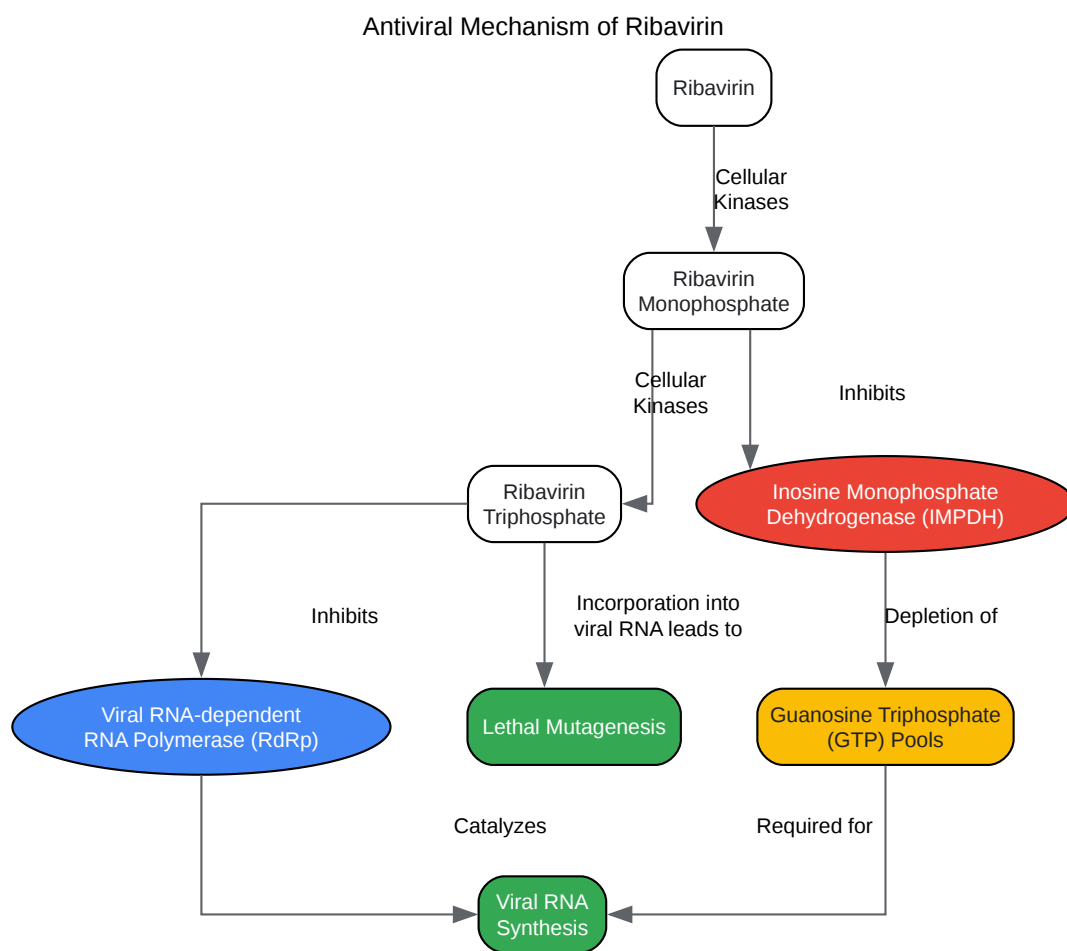 Antiviral Mechanism of Ribavirin
Ribavirin
Cellular
Kinases
Ribavirin
Monophosphate
Cellular
Kinases
Inhibits
Ribavirin
Triphosphate
Inosine Monophosphate
Dehydrogenase (IMPDH)
Inhibits
Incorporation into
viral RNA leads to
Depletion of
Viral RNA-dependent
RNA Polymerase (RdRp)
Lethal Mutagenesis
Guanosine Triphosphate
(GTP) Pools
Catalyzes
Required for
Viral RNA
Synthesis